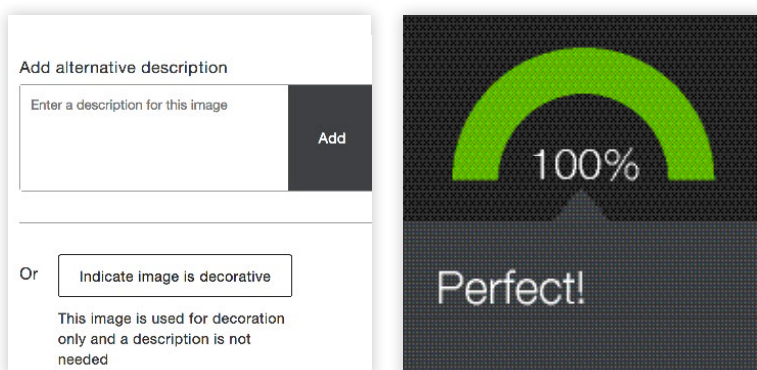 Add alternative description
Enter a description for this image
Add
Or
Indicate image is decorative
This image is used for decoration
only and a description is not
needed
100%
Perfect!